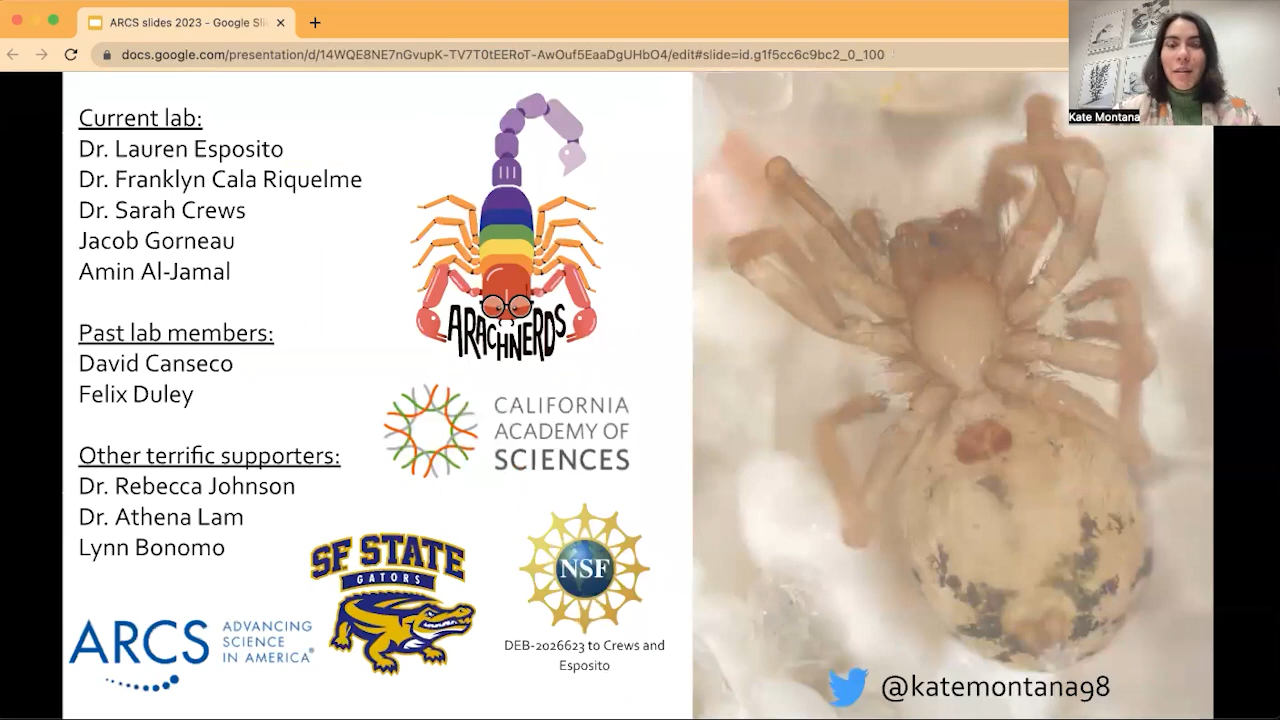 ARCS slides 2023 - Google Sli
docs.google.com/presentation/d/14WQE8NE7nGvupK-TV7T0tEERoT-AwOuf5EaaDgUHbO4/edit#slide=id.g1f5cc6c9bc2_0_100
Kate Montana
Current lab:
Dr. Lauren Esposito
Dr. Franklyn Cala Riquelme
Dr. Sarah Crews
Jacob Gorneau
Amin Al-Jamal
Past lab members:
David Canseco
Felix Duley
Other terrific supporters:
Dr. Rebecca Johnson
Dr. Athena Lam
Lynn Bonomo
ARACHNERDS
CALIFORNIA
ACADEMY OF
SCIENCES
SF STATE
GATORS
NSF
DEB-2026623 to Crews and
Esposito
ARCS ADVANCING
SCIENCE
IN AMERICA®
@katemontana98